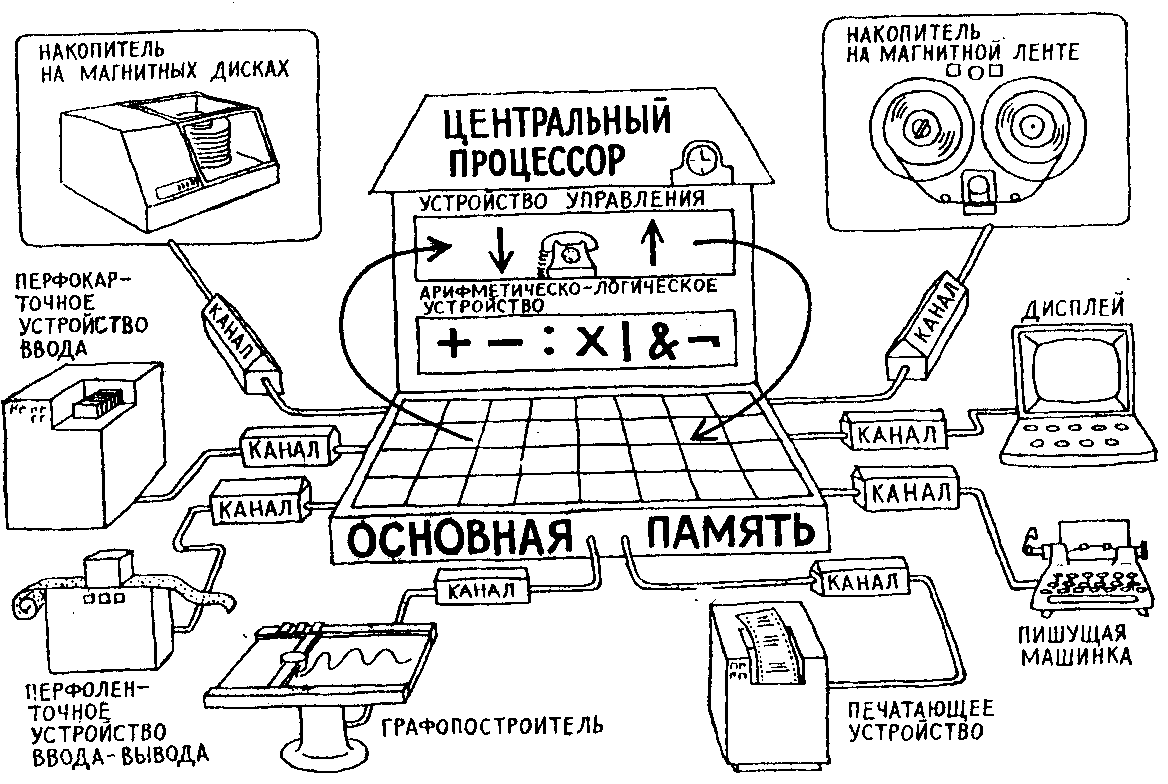 НАКОПИТЕЛЬ
НА МАГНИТНЫХ ДИСКАХ
НАКОПИТЕЛЬ
НА МАГНИТНОЙ ЛЕНТЕ
ЦЕНТРАЛЬНЫЙ
ПРОЦЕССОР
УСТРОЙСТВО УПРАВЛЕНИЯ
АРИФМЕТИЧЕСКО-ЛОГИЧЕСКОЕ
УСТРОЙСТВО
+ − : × | & ¬
ПЕРФОКАР-
ТОЧНОЕ
УСТРОЙСТВО
ВВОДА
КАНАЛ
КАНАЛ
ДИСПЛЕЙ
КАНАЛ
КАНАЛ
КАНАЛ
КАНАЛ
ОСНОВНАЯ ПАМЯТЬ
КАНАЛ
КАНАЛ
ПИШУЩАЯ
МАШИНКА
ПЕРФОЛЕН-
ТОЧНОЕ
УСТРОЙСТВО
ВВОДА-ВЫВОДА
ГРАФОПОСТРОИТЕЛЬ
ПЕЧАТАЮЩЕЕ
УСТРОЙСТВО